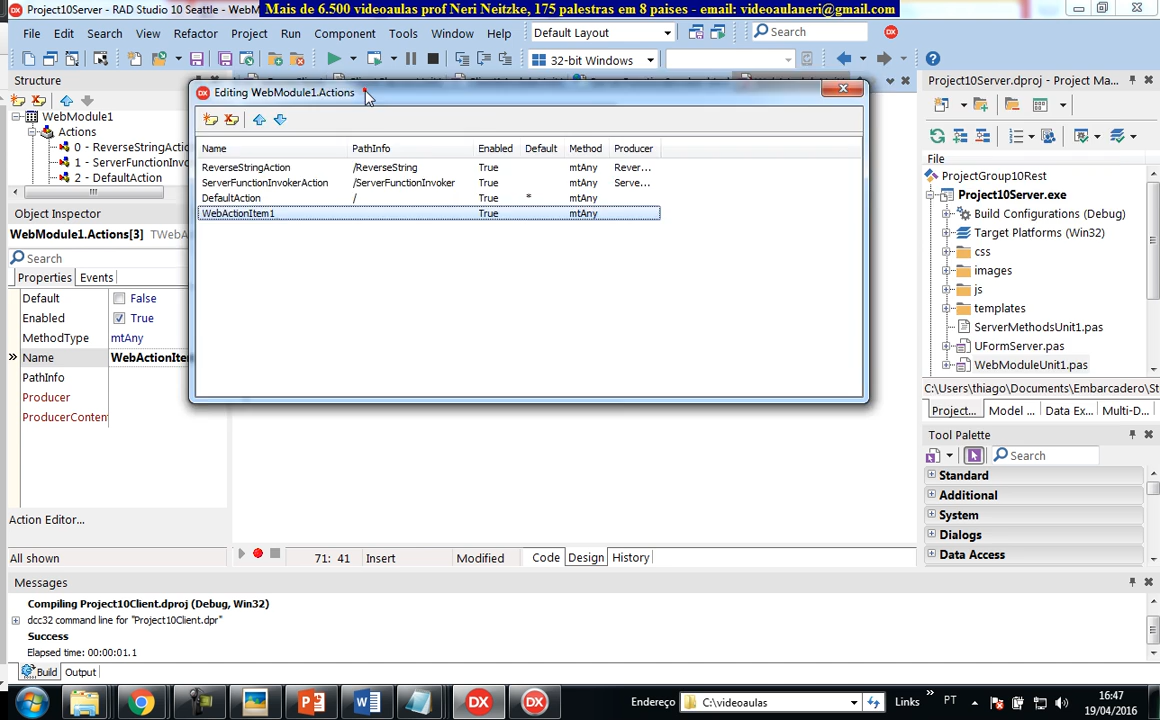 Project10Server - RAD Studio 10 Seattle - WebM
Mais de 6.500 videoaulas prof Neri Neitzke, 175 palestras em 8 paises - email: videoaulaneri@gmail.com
File Edit Search View Refactor Project Run Component Tools Window Help
Default Layout
Search
32-bit Windows
Structure
WebModule1
Actions
0 - ReverseStringActio
1 - ServerFunctionInvo
2 - DefaultAction
Object Inspector
WebModule1.Actions[3] TWebA
Search
Properties Events
Default False
Enabled True
MethodType mtAny
Name WebActionIte
PathInfo
Producer
ProducerContent
Action Editor...
All shown
Editing WebModule1.Actions
Name PathInfo Enabled Default Method Producer
ReverseStringAction /ReverseString True mtAny Rever...
ServerFunctionInvokerAction /ServerFunctionInvoker True mtAny Serve...
DefaultAction / True * mtAny
WebActionItem1 True mtAny
71: 41 Insert Modified Code Design History
Project10Server.dproj - Project Ma...
File
ProjectGroup10Rest
Project10Server.exe
Build Configurations (Debug)
Target Platforms (Win32)
css
images
js
templates
ServerMethodsUnit1.pas
UFormServer.pas
WebModuleUnit1.pas
C:\Users\thiago\Documents\Embarcadero\St
Project... Model ... Data Ex... Multi-D...
Tool Palette
Search
Standard
Additional
System
Dialogs
Data Access
Messages
Compiling Project10Client.dproj (Debug, Win32)
dcc32 command line for "Project10Client.dpr"
Success
Elapsed time: 00:00:01.1
Build Output
Endereço C:\videoaulas Links » PT
16:47
19/04/2016